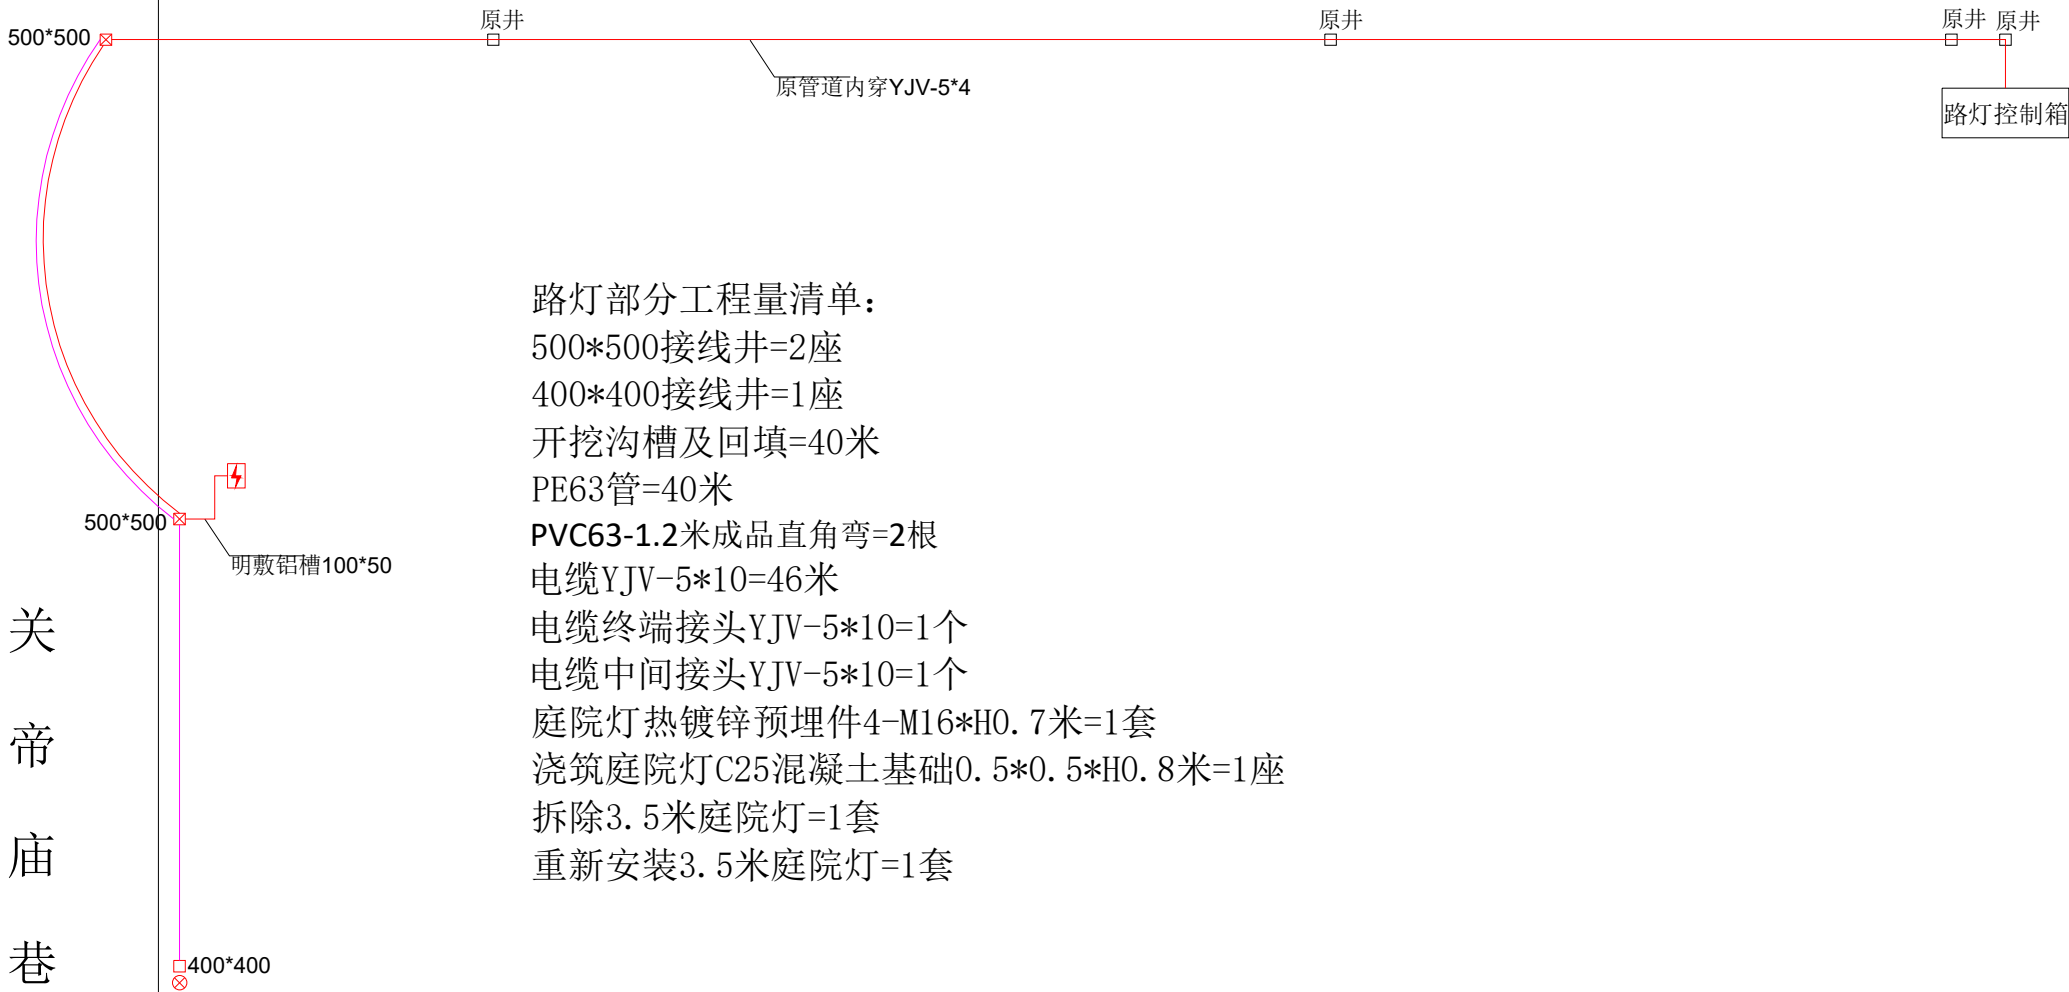 原井
原井
原井
原井
500*500
原管道内穿YJV-5*4
路灯控制箱
路灯部分工程量清单：
500*500接线井=2座
400*400接线井=1座
开挖沟槽及回填=40米
PE63管=40米
PVC63-1.2米成品直角弯=2根
500*500
明敷铝槽100*50
电缆YJV-5*10=46米
电缆终端接头YJV-5*10=1个
电缆中间接头YJV-5*10=1个
庭院灯热镀锌预埋件4-M16*H0.7米=1套
浇筑庭院灯C25混凝土基础0.5*0.5*H0.8米=1座
拆除3.5米庭院灯=1套
重新安装3.5米庭院灯=1套
关帝庙巷
400*400